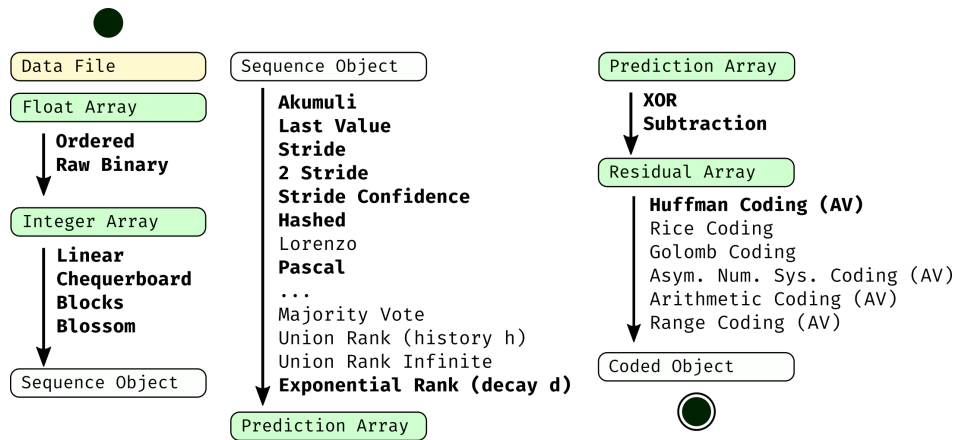 Data File
Float Array
Ordered
Raw Binary
Integer Array
Linear
Chequerboard
Blocks
Blossom
Sequence Object
Sequence Object
Akumuli
Last Value
Stride
2 Stride
Stride Confidence
Hashed
Lorenzo
Pascal
...
Majority Vote
Union Rank (history h)
Union Rank Infinite
Exponential Rank (decay d)
Prediction Array
Prediction Array
XOR
Subtraction
Residual Array
Huffman Coding (AV)
Rice Coding
Golomb Coding
Asym. Num. Sys. Coding (AV)
Arithmetic Coding (AV)
Range Coding (AV)
Coded Object